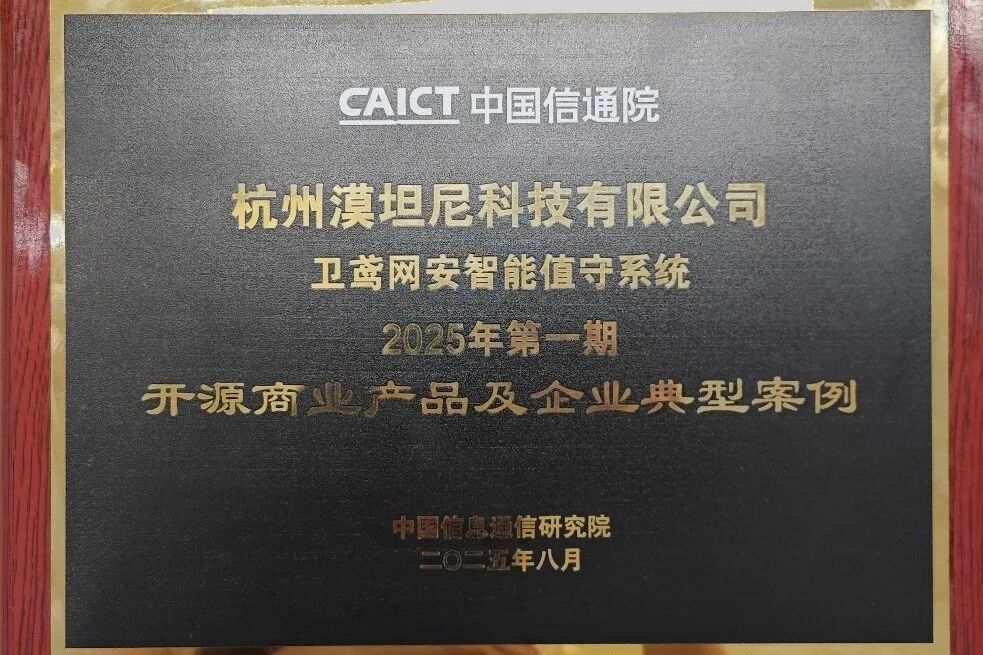 CAICT 中国信通院
杭州漠坦尼科技有限公司
卫鸢网安智能值守系统
2025年第一期
开源商业产品及企业典型案例
中国信息通信研究院
二〇二五年八月